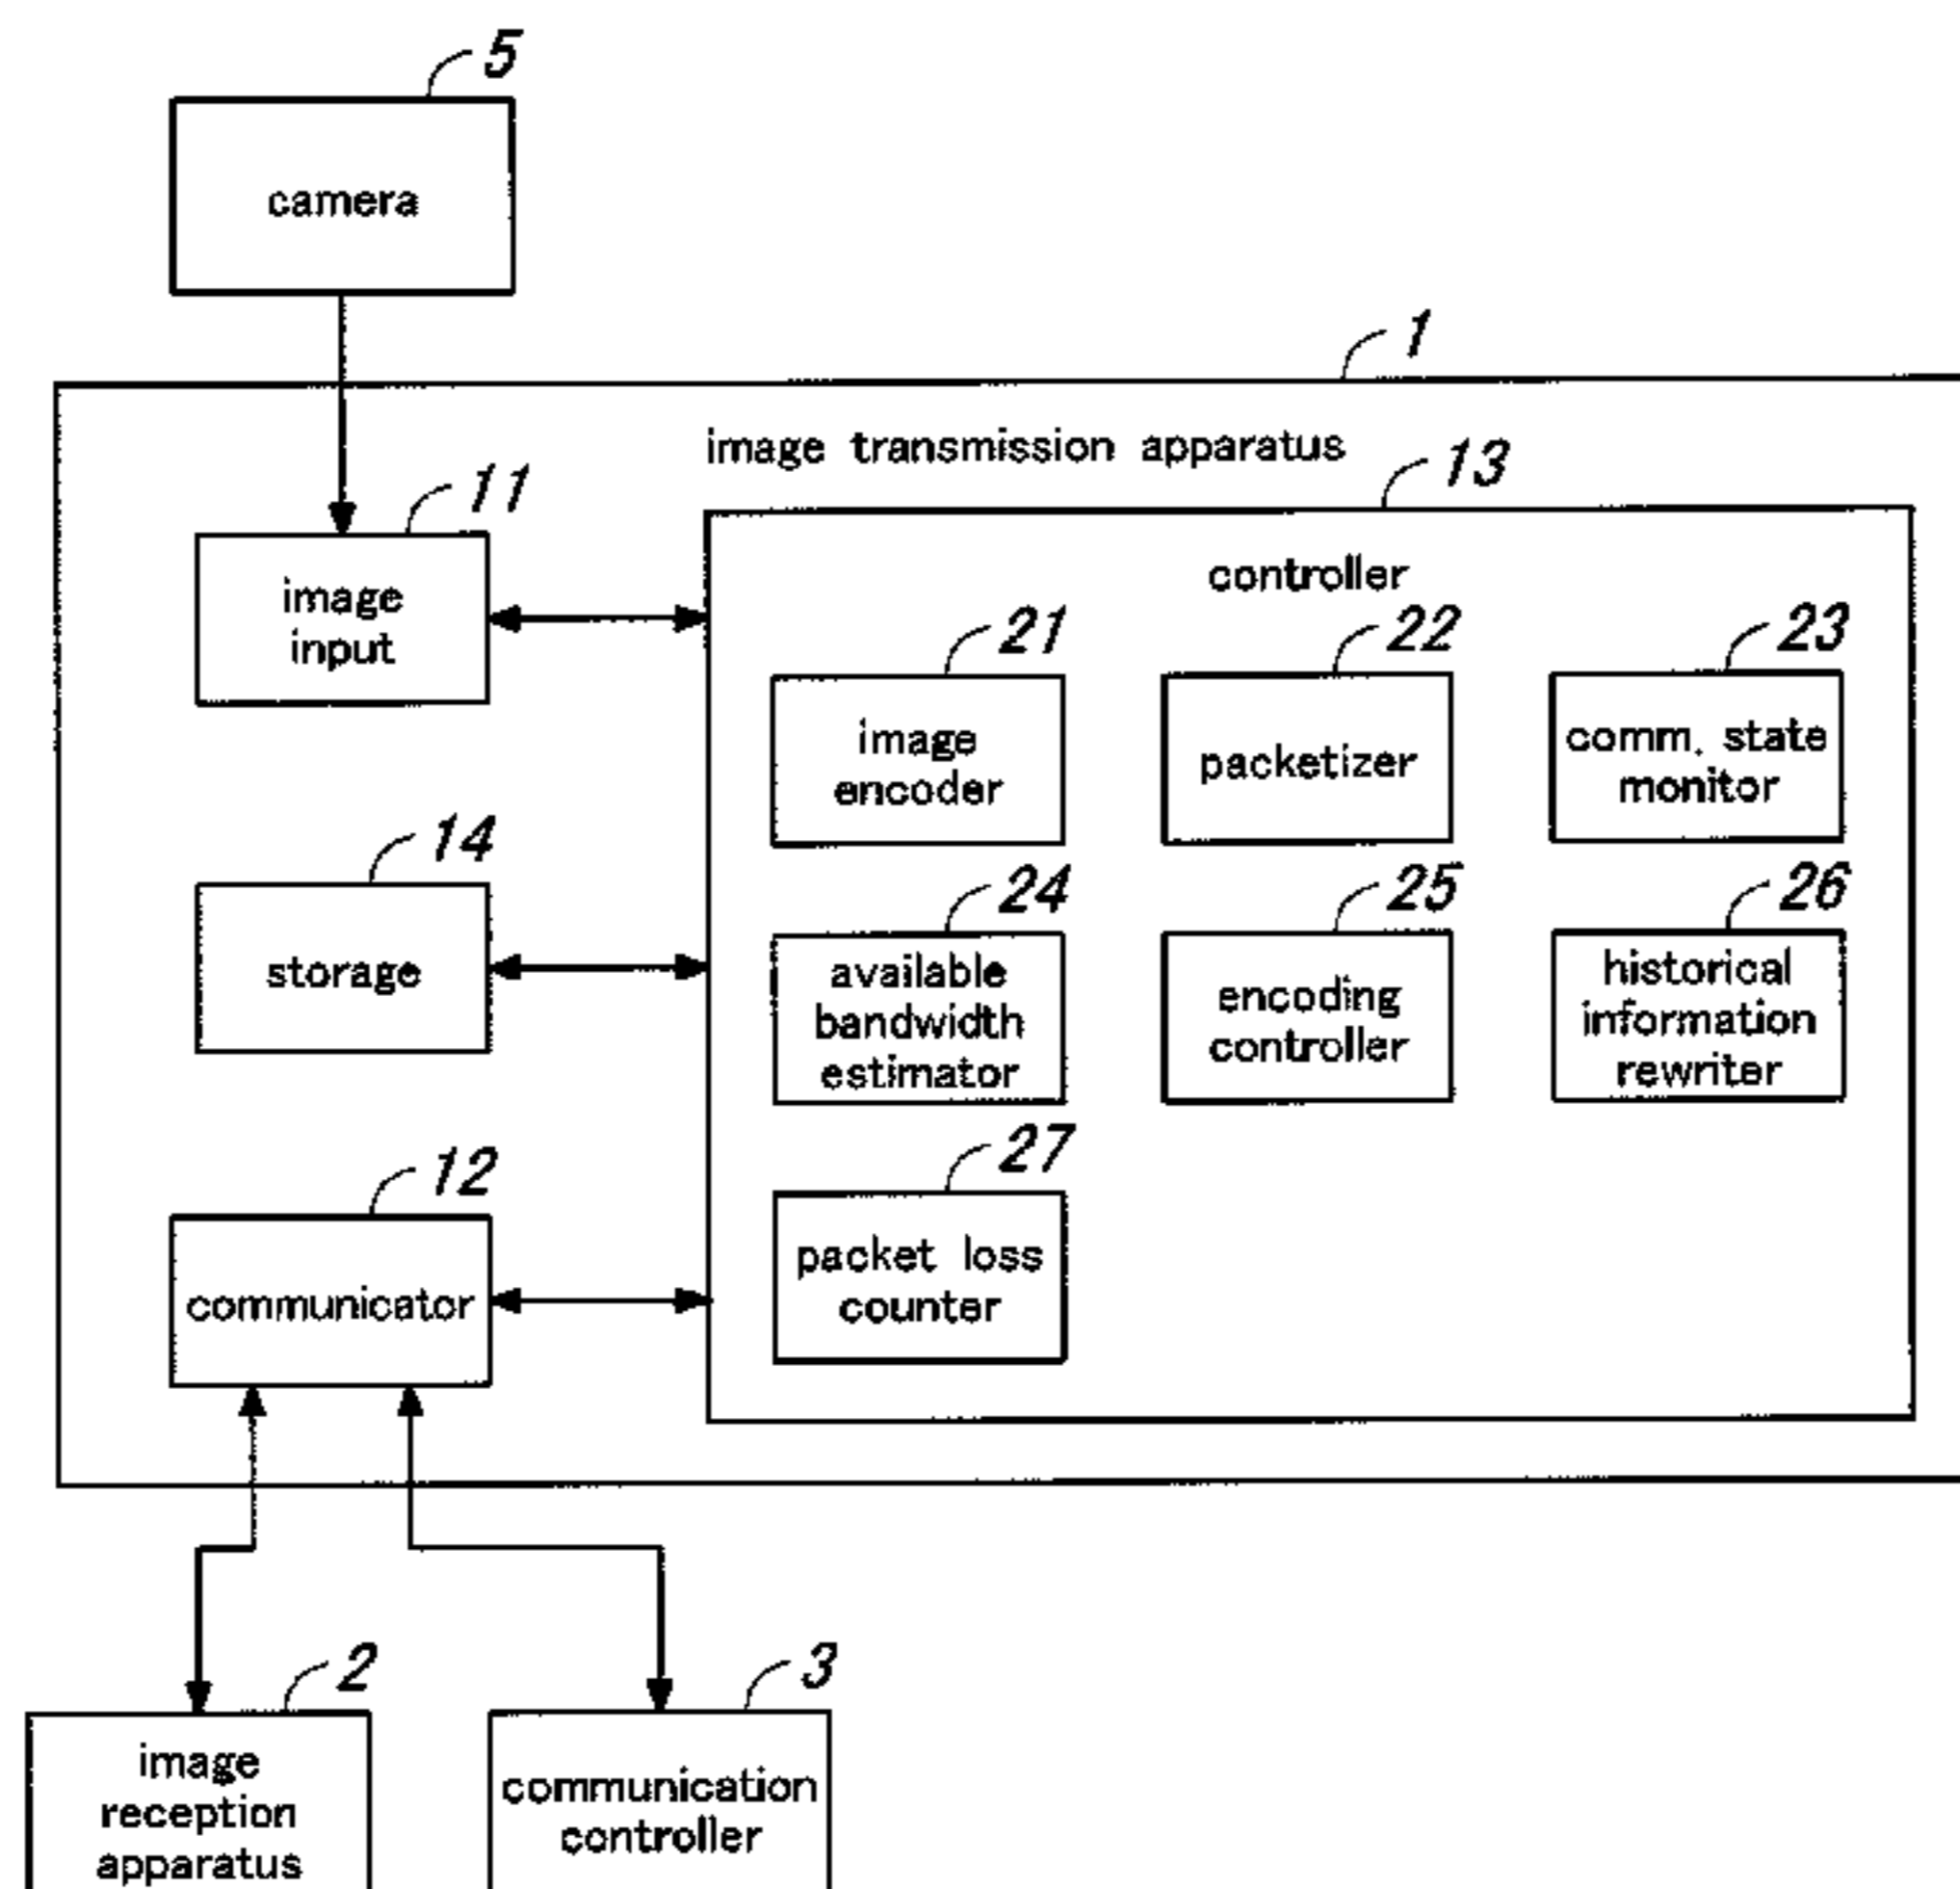 5
camera
1
image transmission apparatus
11
13
image
input
controller
21
22
23
image
encoder
packetizer
comm. state
monitor
14
storage
24
25
26
available
bandwidth
estimator
encoding
controller
historical
information
rewriter
12
communicator
27
packet loss
counter
2
3
image
reception
apparatus
communication
controller